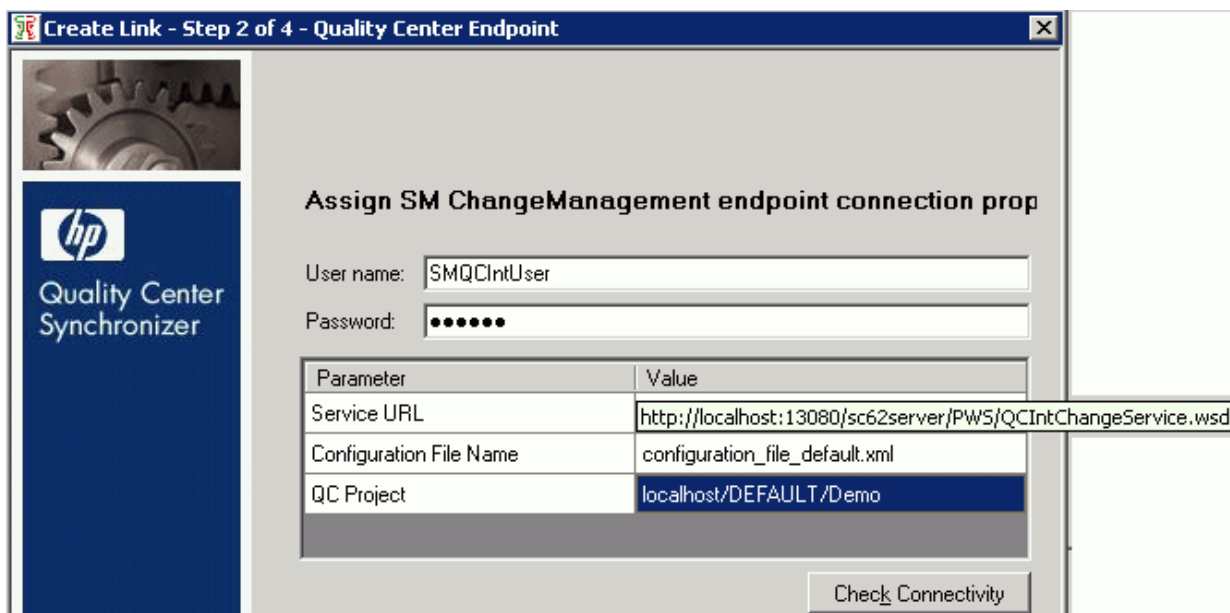 Create Link - Step 2 of 4 - Quality Center Endpoint
hp
Quality Center
Synchronizer
Assign SM ChangeManagement endpoint connection prop
User name: SMQCIntUser
Password: ●●●●●●
Parameter Value
Service URL http://localhost:13080/sc62server/PWS/QCIntChangeService.wsd
Configuration File Name configuration_file_default.xml
QC Project localhost/DEFAULT/Demo
Check Connectivity